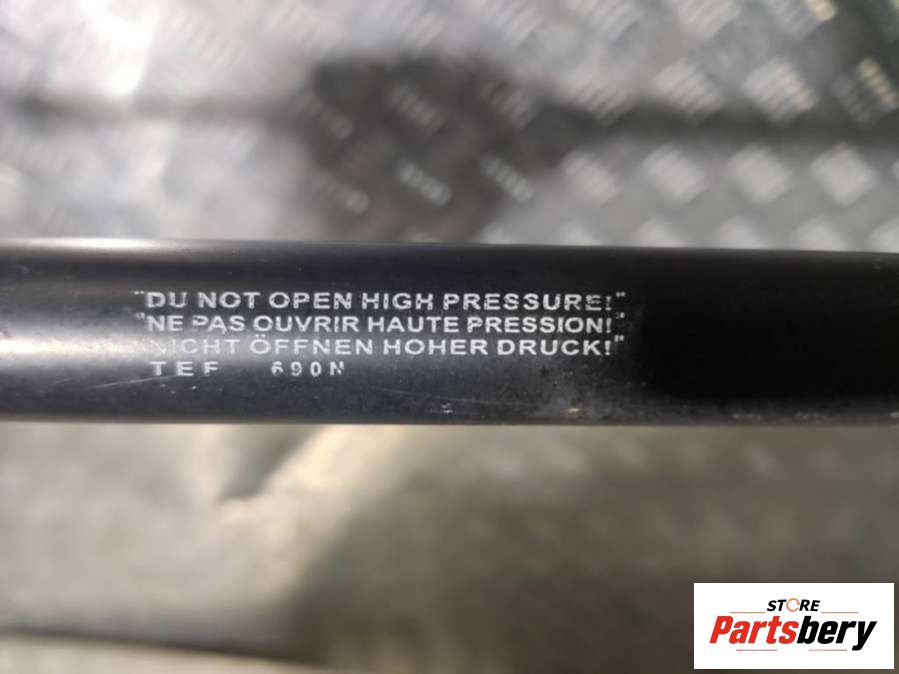 "DU NOT OPEN HIGH PRESSURE!"
"NE PAS OUVRIR HAUTE PRESSION!"
NICHT ÖFFNEN HOHER DRUCK!"
TEF 690N
STORE
Partsbery